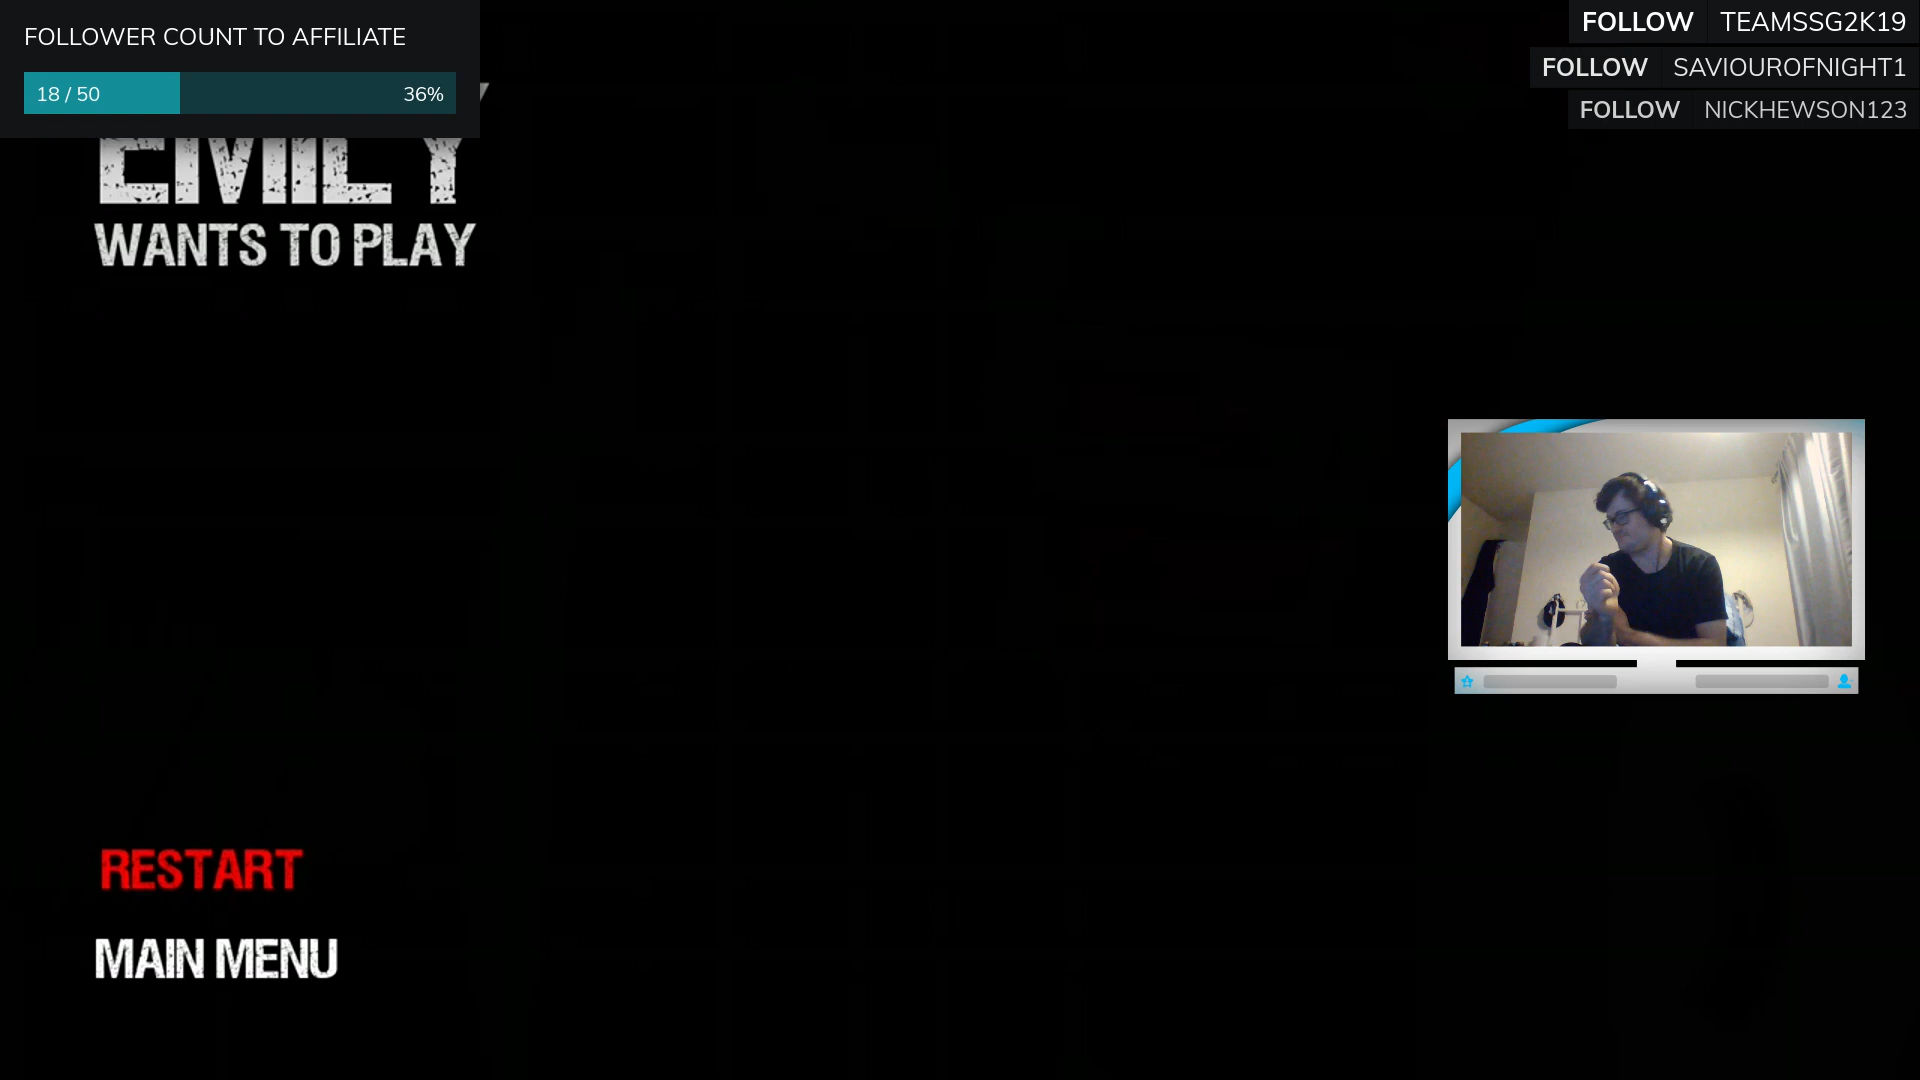 FOLLOWER COUNT TO AFFILIATE
18 / 50 36%
FOLLOW TEAMSSG2K19
FOLLOW SAVIOUROFNIGHT1
FOLLOW NICKHEWSON123
EMILY
WANTS TO PLAY
RESTART
MAIN MENU